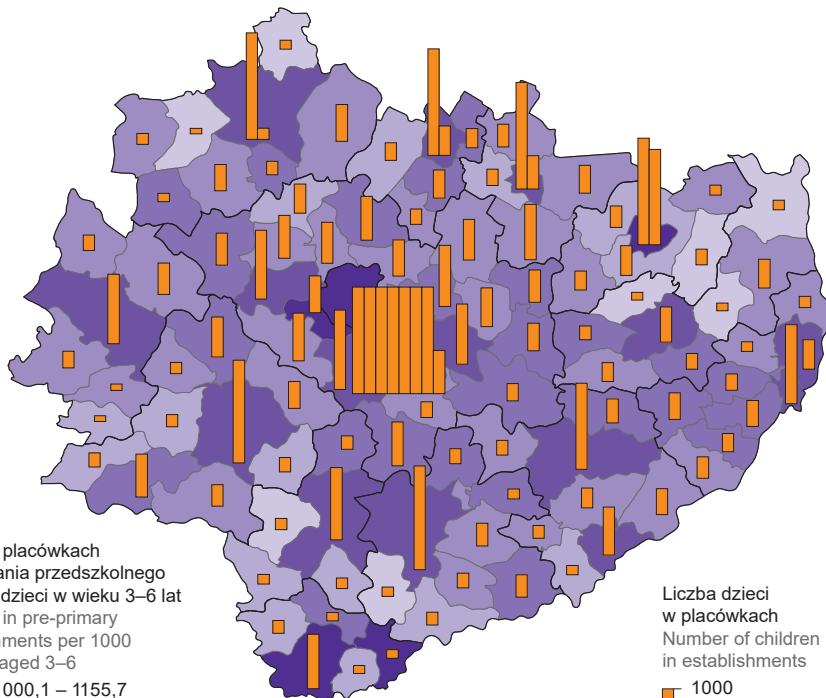 placówkach
ania przedszkolnego
dzieci w wieku 3–6 lat
in pre-primary
ments per 1000
aged 3–6
000,1 – 1155,7
Liczba dzieci
w placówkach
Number of children
in establishments
1000